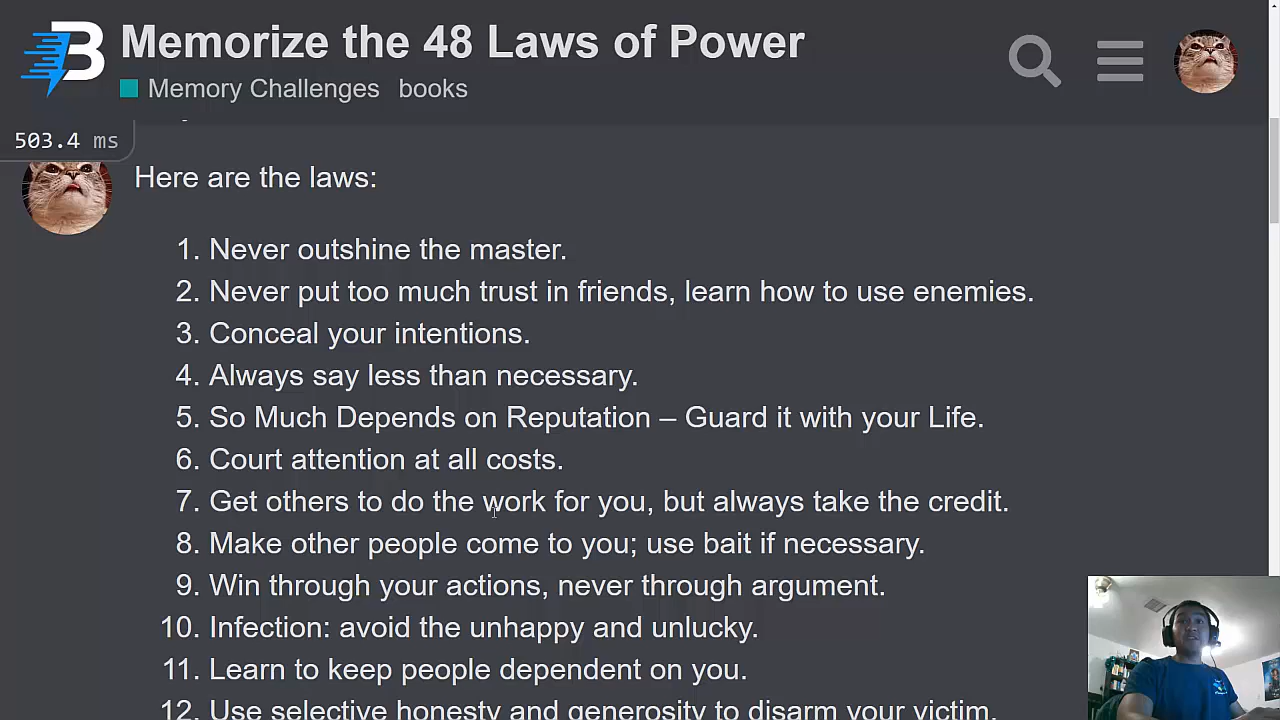 B
Memorize the 48 Laws of Power
Memory Challenges books
503.4 ms
Here are the laws:
1. Never outshine the master.
2. Never put too much trust in friends, learn how to use enemies.
3. Conceal your intentions.
4. Always say less than necessary.
5. So Much Depends on Reputation – Guard it with your Life.
6. Court attention at all costs.
7. Get others to do the work for you, but always take the credit.
8. Make other people come to you; use bait if necessary.
9. Win through your actions, never through argument.
10. Infection: avoid the unhappy and unlucky.
11. Learn to keep people dependent on you.
12. Use selective honesty and generosity to disarm your victim.